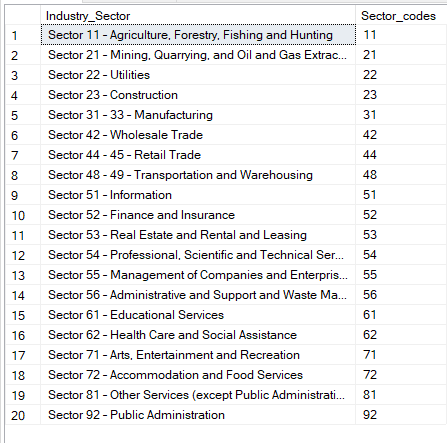 Industry_Sector Sector_codes
1 Sector 11 - Agriculture, Forestry, Fishing and Hunting 11
2 Sector 21 - Mining, Quarrying, and Oil and Gas Extrac... 21
3 Sector 22 - Utilities 22
4 Sector 23 - Construction 23
5 Sector 31 - 33 - Manufacturing 31
6 Sector 42 - Wholesale Trade 42
7 Sector 44 - 45 - Retail Trade 44
8 Sector 48 - 49 - Transportation and Warehousing 48
9 Sector 51 - Information 51
10 Sector 52 - Finance and Insurance 52
11 Sector 53 - Real Estate and Rental and Leasing 53
12 Sector 54 - Professional, Scientific and Technical Ser... 54
13 Sector 55 - Management of Companies and Enterpris... 55
14 Sector 56 - Administrative and Support and Waste Ma... 56
15 Sector 61 - Educational Services 61
16 Sector 62 - Health Care and Social Assistance 62
17 Sector 71 - Arts, Entertainment and Recreation 71
18 Sector 72 - Accommodation and Food Services 72
19 Sector 81 - Other Services (except Public Administrati... 81
20 Sector 92 - Public Administration 92